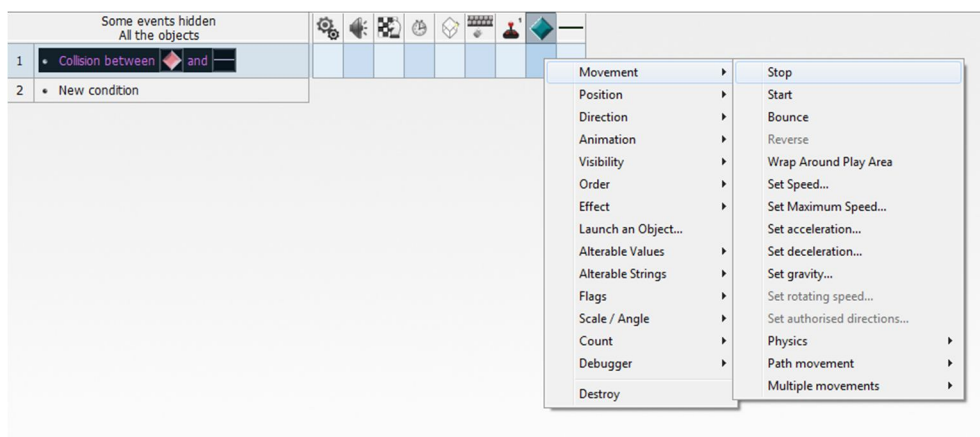 Some events hidden
All the objects
1 • Collision between and
2 • New condition
Movement
Position
Direction
Animation
Visibility
Order
Effect
Launch an Object...
Alterable Values
Alterable Strings
Flags
Scale / Angle
Count
Debugger
Destroy
Stop
Start
Bounce
Reverse
Wrap Around Play Area
Set Speed...
Set Maximum Speed...
Set acceleration...
Set deceleration...
Set gravity...
Set rotating speed...
Set authorised directions...
Physics
Path movement
Multiple movements